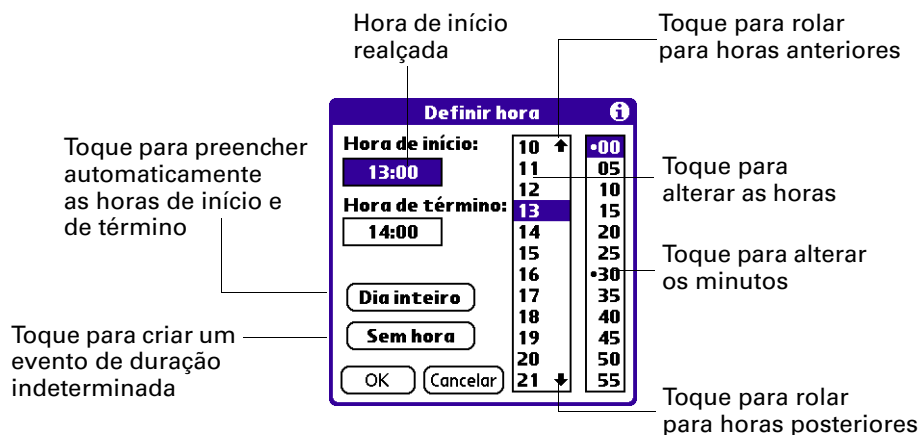 Hora de início
realçada
Toque para rolar
para horas anteriores
Toque para preencher
automaticamente
as horas de início e
de término
Toque para criar um
evento de duração
indeterminada
Definir hora
Hora de início:
13:00
Hora de término:
14:00
Dia inteiro
Sem hora
OK Cancelar
10
11
12
13
14
15
16
17
18
19
20
21
•00
05
10
15
20
25
•30
35
40
45
50
55
Toque para
alterar as horas
Toque para alterar
os minutos
Toque para rolar
para horas posteriores